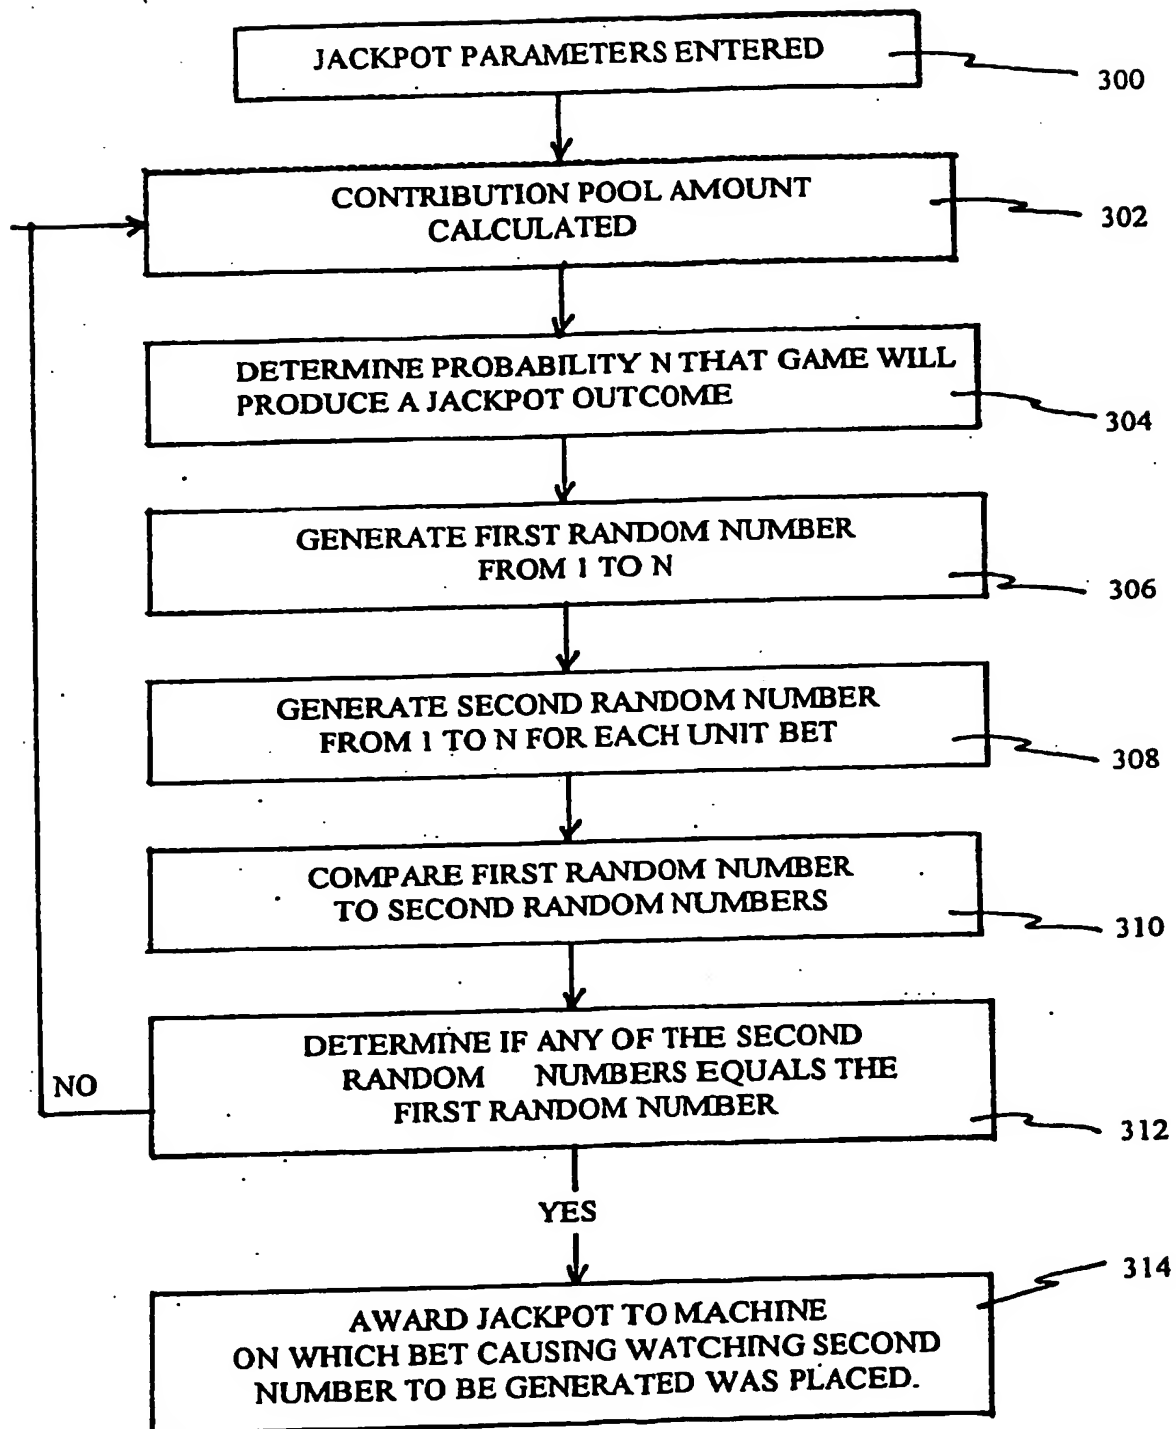 JACKPOT PARAMETERS ENTERED
300
CONTRIBUTION POOL AMOUNT
CALCULATED
302
DETERMINE PROBABILITY N THAT GAME WILL
PRODUCE A JACKPOT OUTCOME
304
GENERATE FIRST RANDOM NUMBER
FROM 1 TO N
306
GENERATE SECOND RANDOM NUMBER
FROM 1 TO N FOR EACH UNIT BET
308
COMPARE FIRST RANDOM NUMBER
TO SECOND RANDOM NUMBERS
310
DETERMINE IF ANY OF THE SECOND
RANDOM NUMBERS EQUALS THE
FIRST RANDOM NUMBER
312
NO
YES
314
AWARD JACKPOT TO MACHINE
ON WHICH BET CAUSING WATCHING SECOND
NUMBER TO BE GENERATED WAS PLACED.